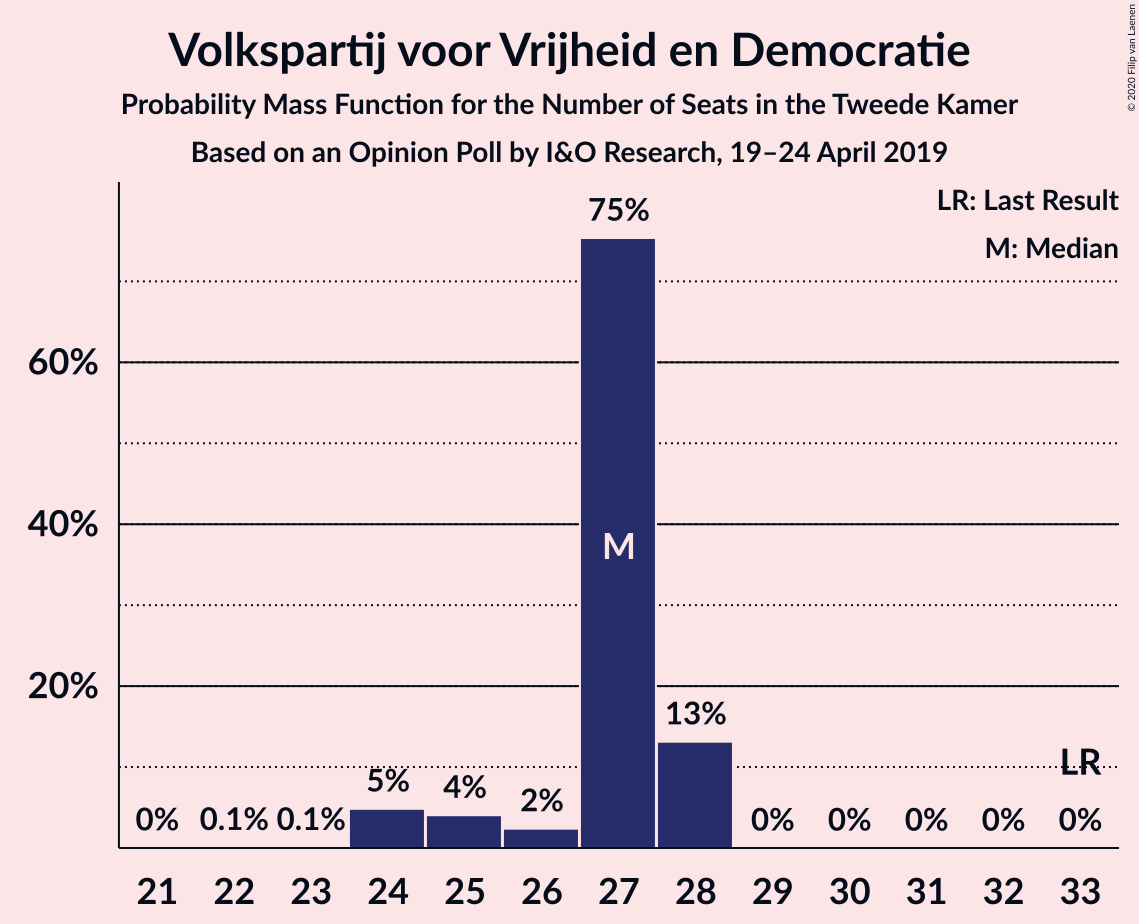 Volkspartij voor Vrijheid en Democratie
Probability Mass Function for the Number of Seats in the Tweede Kamer
Based on an Opinion Poll by I&O Research, 19–24 April 2019
© 2020 Filip van Laenen
LR: Last Result
M: Median
75%
60%
40%
M
20%
13%
LR
5%
4%
2%
0%
0.1%
0.1%
0%
0%
0%
0%
0%
21 22 23 24 25 26 27 28 29 30 31 32 33